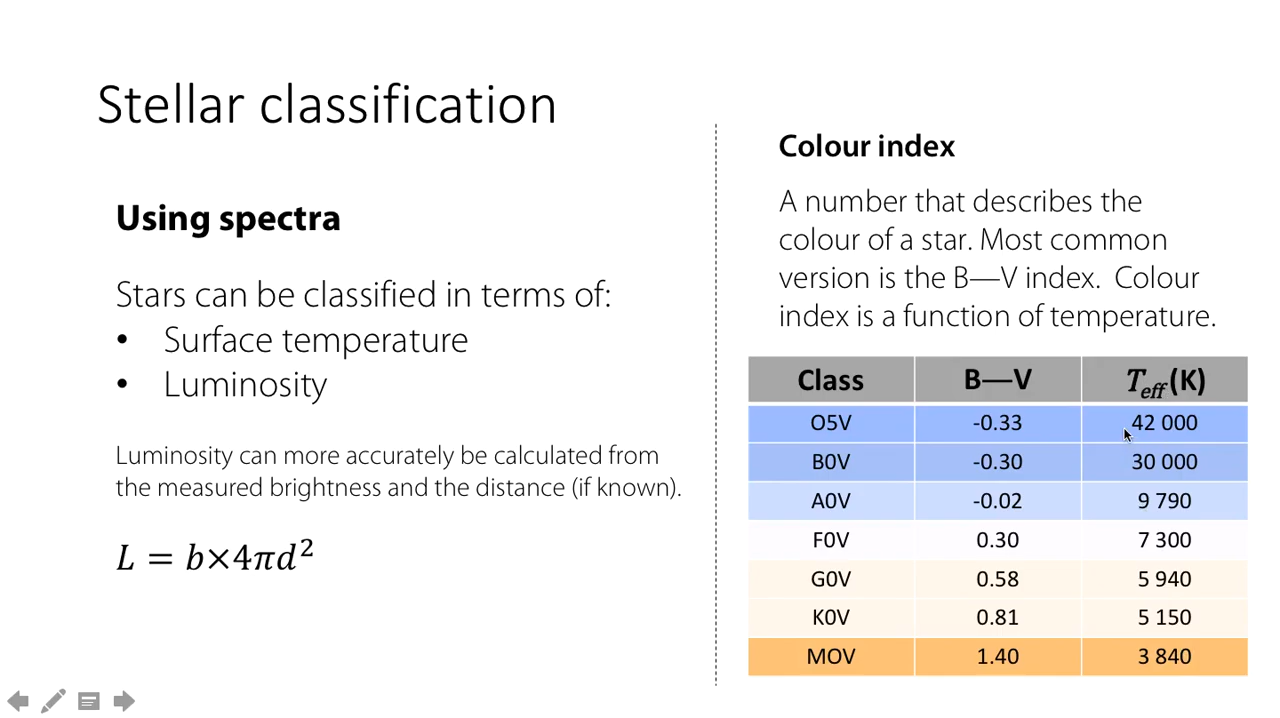 Stellar classification
Using spectra
Stars can be classified in terms of:
• Surface temperature
• Luminosity
Luminosity can more accurately be calculated from
the measured brightness and the distance (if known).
L = b×4πd²
Colour index
A number that describes the
colour of a star. Most common
version is the B—V index. Colour
index is a function of temperature.
Class B—V T_eff (K)
O5V -0.33 42 000
B0V -0.30 30 000
A0V -0.02 9 790
F0V 0.30 7 300
G0V 0.58 5 940
K0V 0.81 5 150
MOV 1.40 3 840